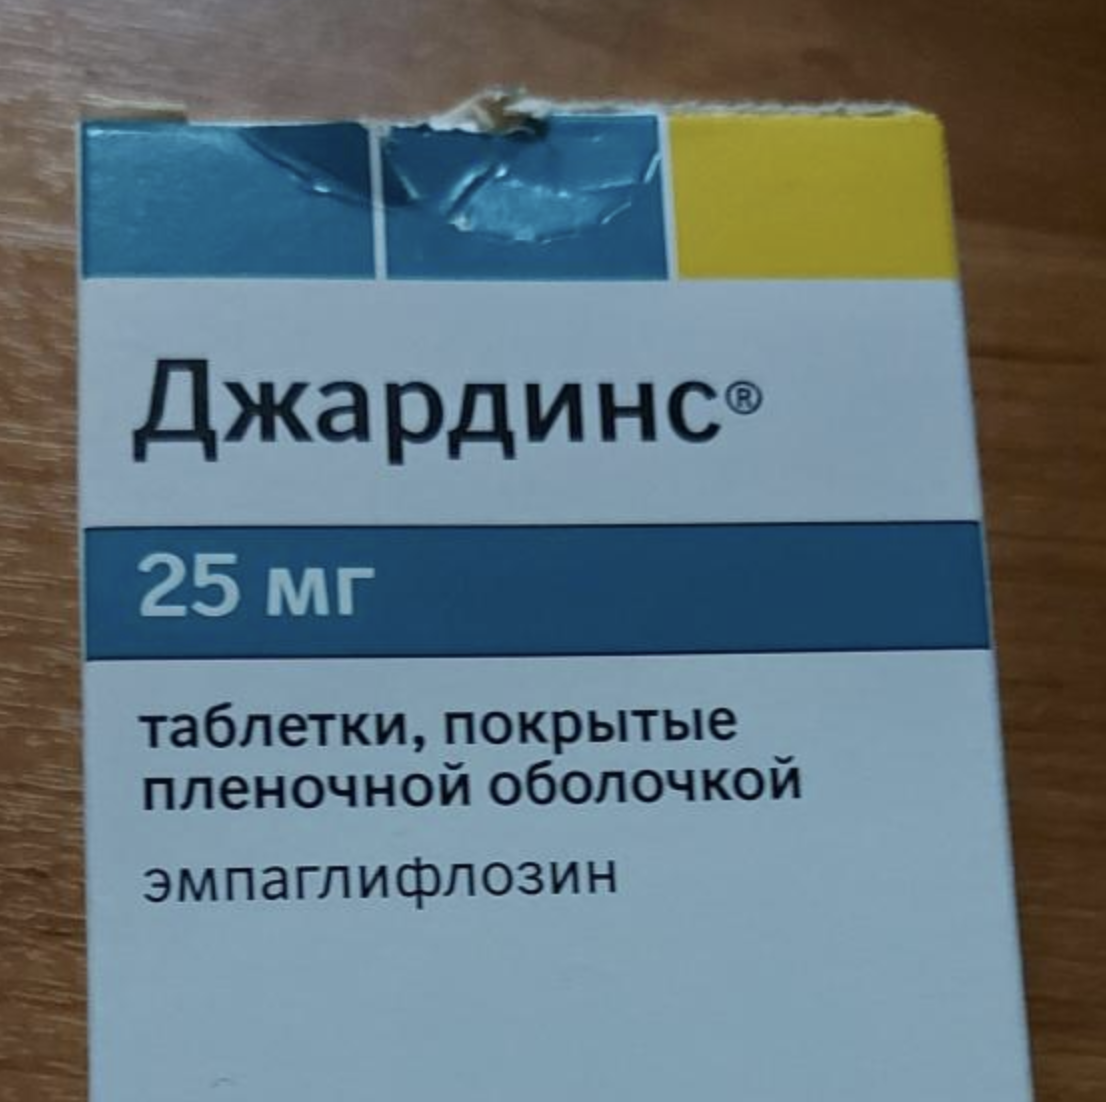 Джардинс®
25 мг
таблетки, покрытые
пленочной оболочкой
эмпаглифлозин